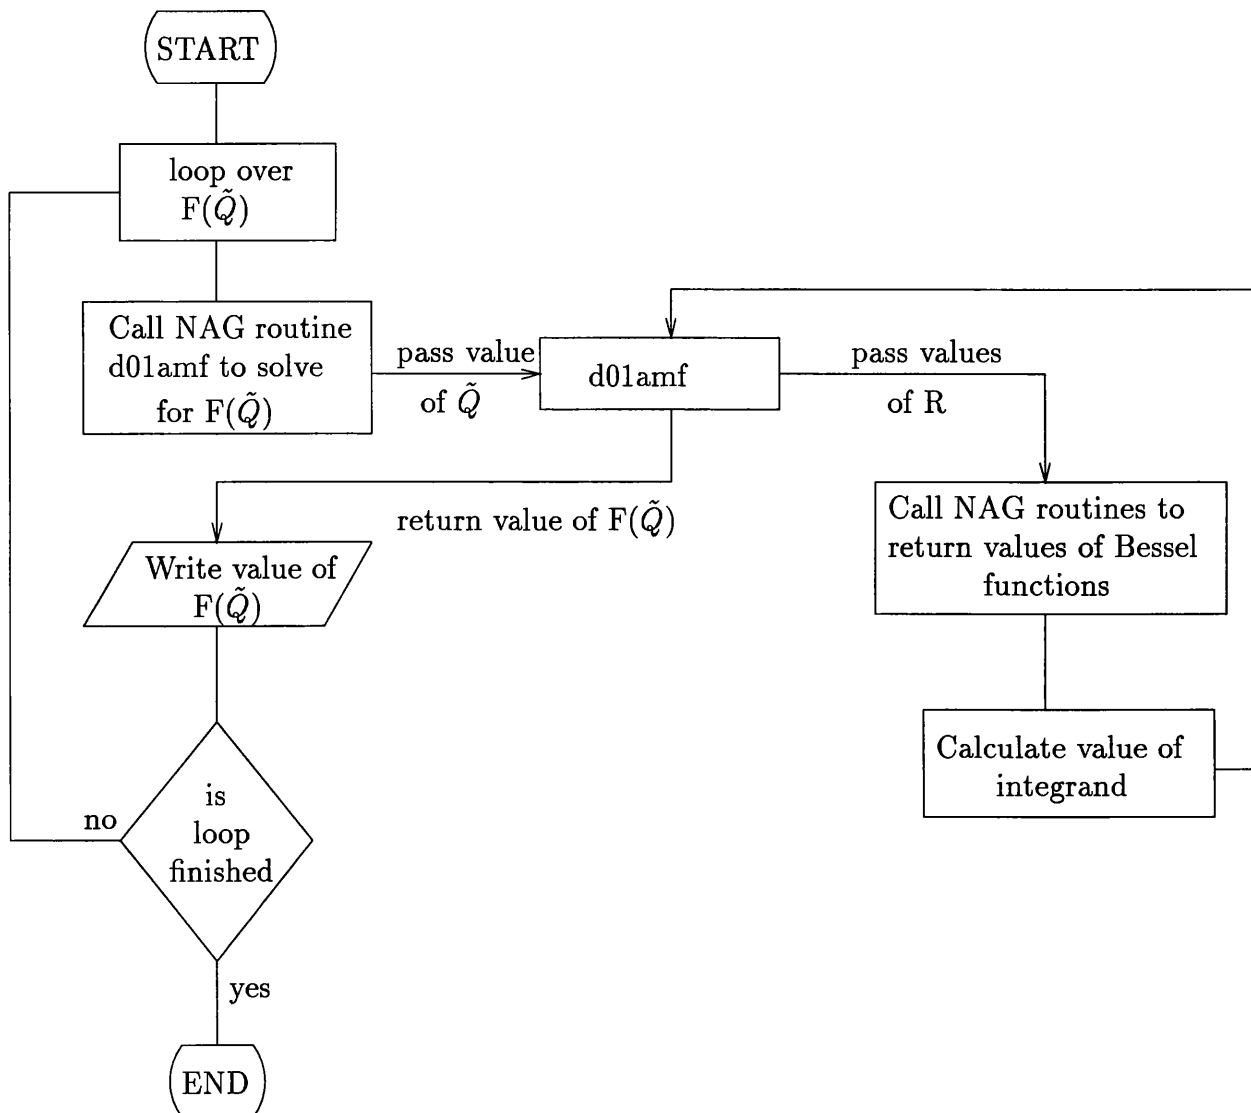 START
loop over
F(Q̃)
Call NAG routine
d01amf to solve
for F(Q̃)
pass value
of Q̃
d01amf
pass values
of R
return value of F(Q̃)
Call NAG routines to
return values of Bessel
functions
Write value of
F(Q̃)
Calculate value of
integrand
is
loop
finished
no
yes
END